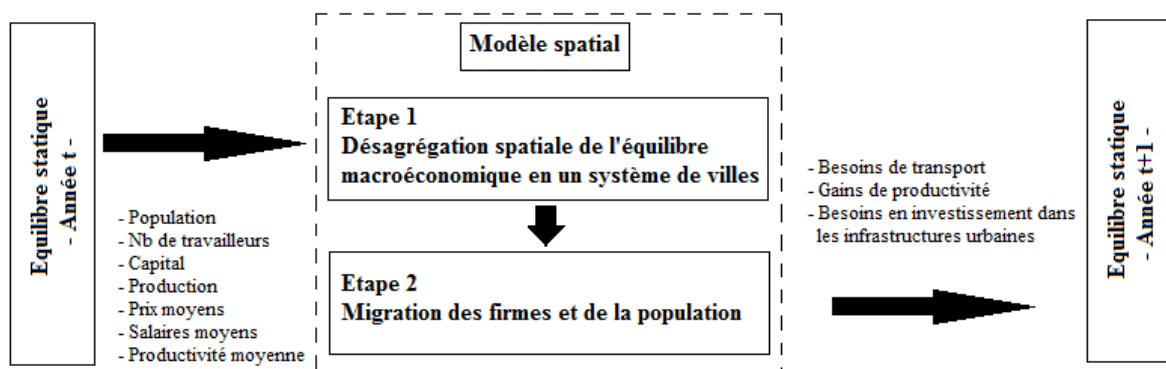 Equilibre statique
- Année t -
- Population
- Nb de travailleurs
- Capital
- Production
- Prix moyens
- Salaires moyens
- Productivité moyenne
Modèle spatial
Etape 1
Désagrégation spatiale de l'équilibre
macroéconomique en un système de villes
Etape 2
Migration des firmes et de la population
- Besoins de transport
- Gains de productivité
- Besoins en investissement dans
les infrastructures urbaines
Equilibre statique
- Année t+1 -